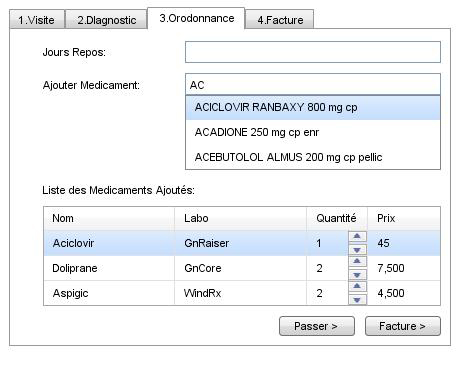 1.Visite 2.DIagnostic 3.Orodonnance 4.Facture
Jours Repos:
Ajouter Medicament: AC
ACICLOVIR RANBAXY 800 mg cp
ACADIONE 250 mg cp enr
ACEBUTOLOL ALMUS 200 mg cp pellic
Liste des Medicaments Ajoutés:
Nom Labo Quantité Prix
Aciclovir GnRaiser 1 45
Doliprane GnCore 2 7,500
Aspigic WindRx 2 4,500
Passer > Facture >